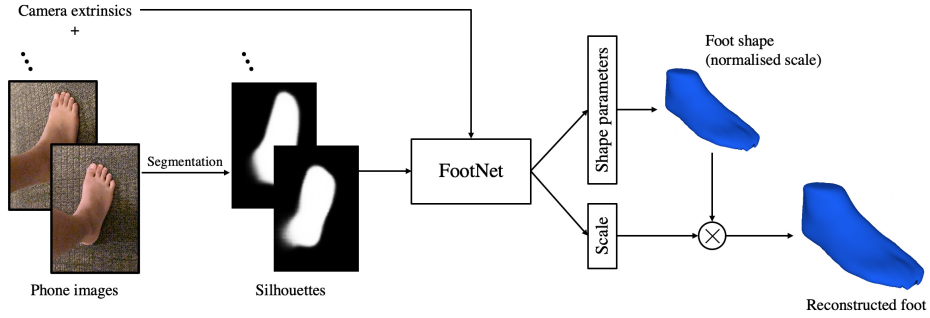 Camera extrinsics
+
Segmentation
Phone images
Silhouettes
FootNet
Shape parameters
Scale
Foot shape
(normalised scale)
Reconstructed foot